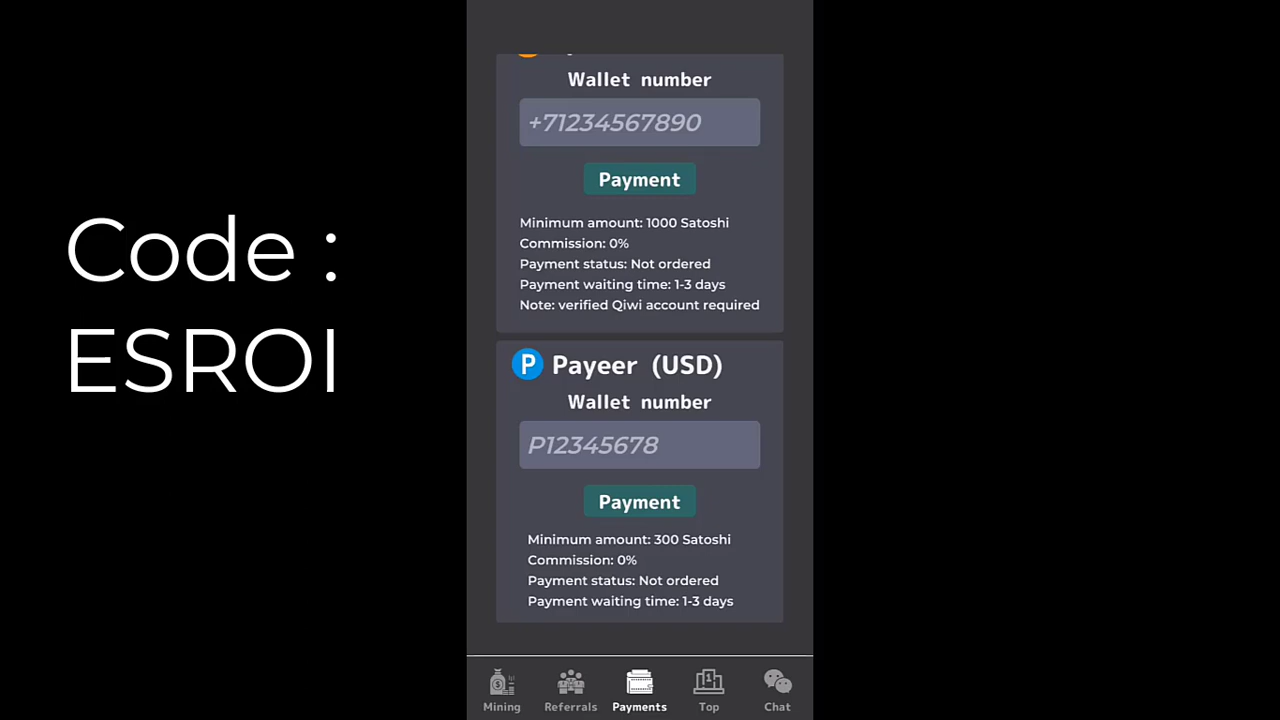 Code :
ESROI
Wallet number
+71234567890
Payment
Minimum amount: 1000 Satoshi
Commission: 0%
Payment status: Not ordered
Payment waiting time: 1-3 days
Note: verified Qiwi account required
P Payeer (USD)
Wallet number
P12345678
Payment
Minimum amount: 300 Satoshi
Commission: 0%
Payment status: Not ordered
Payment waiting time: 1-3 days
Mining Referrals Payments Top Chat